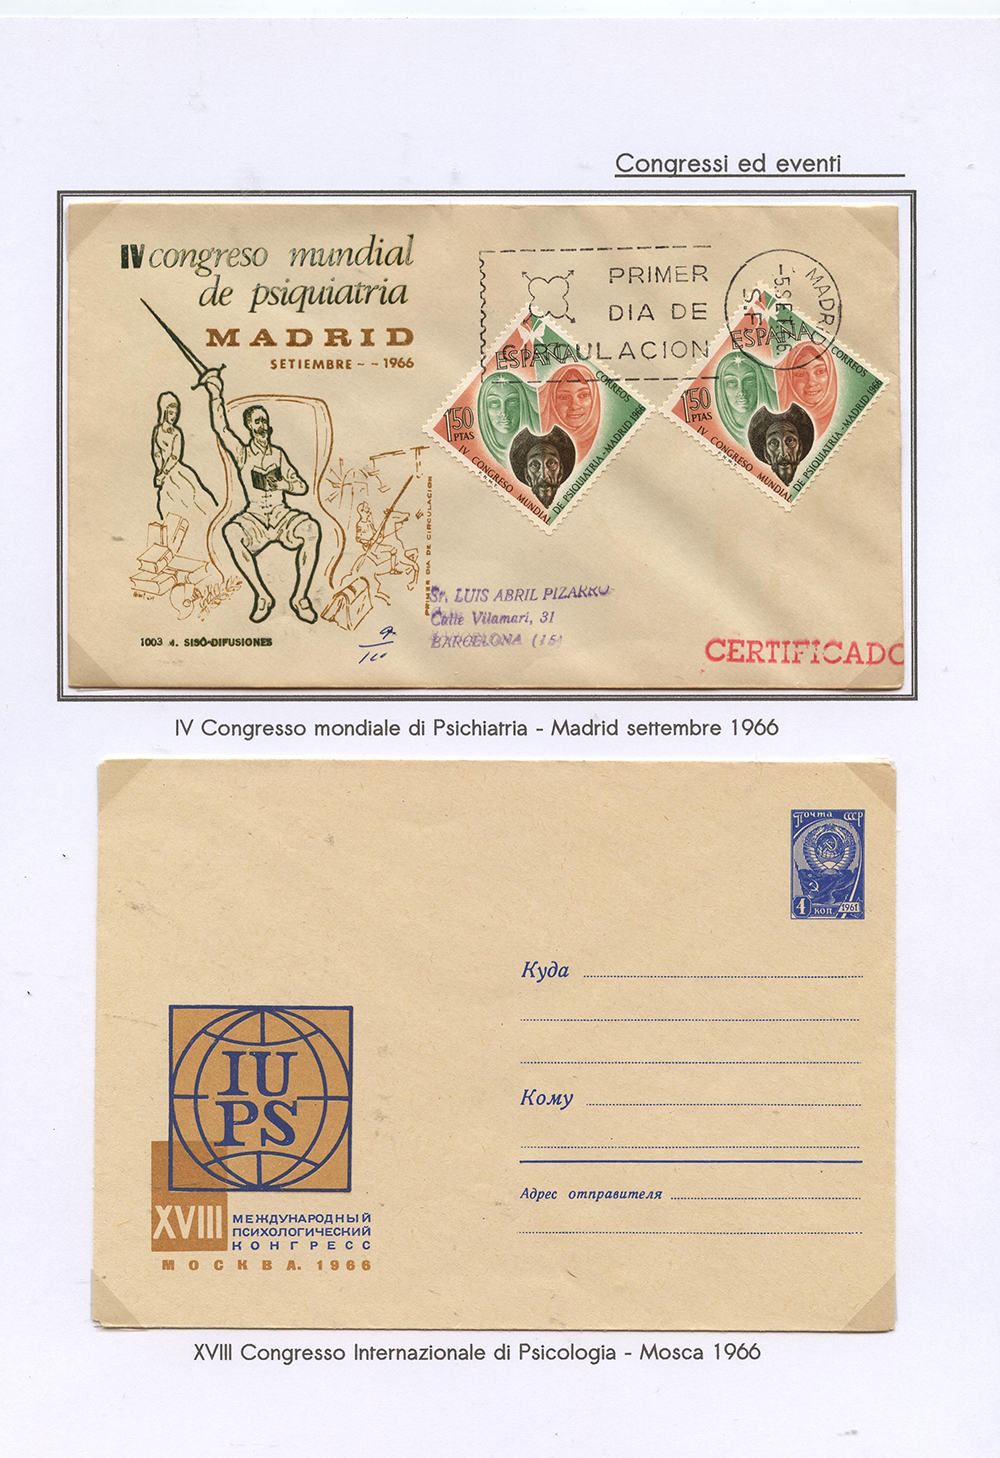 Congressi ed eventi
IV congreso mundial
de psiquiatria
MADRID
SETIEMBRE - - 1966
PRIMER
DIA DE
CIRCULACION
MADRID
-5.SET.66
S.F
ESPAÑA
CORREOS
1'50
PTAS
IV CONGRESO MUNDIAL
DE PSIQUIATRIA-MADRID 1966
ESPAÑA
CORREOS
1'50
PTAS
IV CONGRESO MUNDIAL
DE PSIQUIATRIA-MADRID 1966
PRIMER DIA DE CIRCULACION
1003 M. SISÓ-DIFUSIONES
Sr. LUIS ABRIL PIZARRO
Calle Vilamari, 31
BARCELONA (15)
CERTIFICADO
IV Congresso mondiale di Psichiatria - Madrid settembre 1966
Почта СССР
4 КОП. 1961
Куда
Кому
Адрес отправителя
IU
PS
XVIII МЕЖДУНАРОДНЫЙ
ПСИХОЛОГИЧЕСКИЙ
КОНГРЕСС
МОСКВА. 1966
XVIII Congresso Internazionale di Psicologia - Mosca 1966